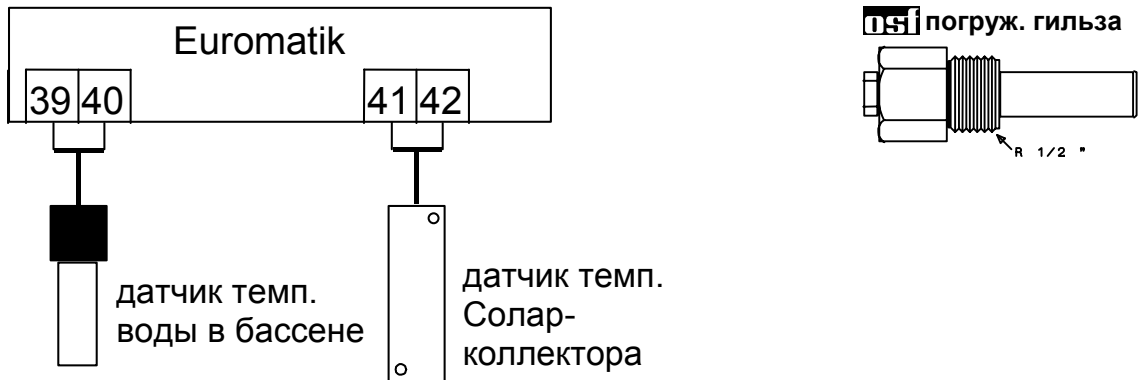 Euromatik
39 40
41 42
датчик темп.
воды в бассене
датчик темп.
Солар-
коллектора
osf погруж. гильза
R 1/2 "